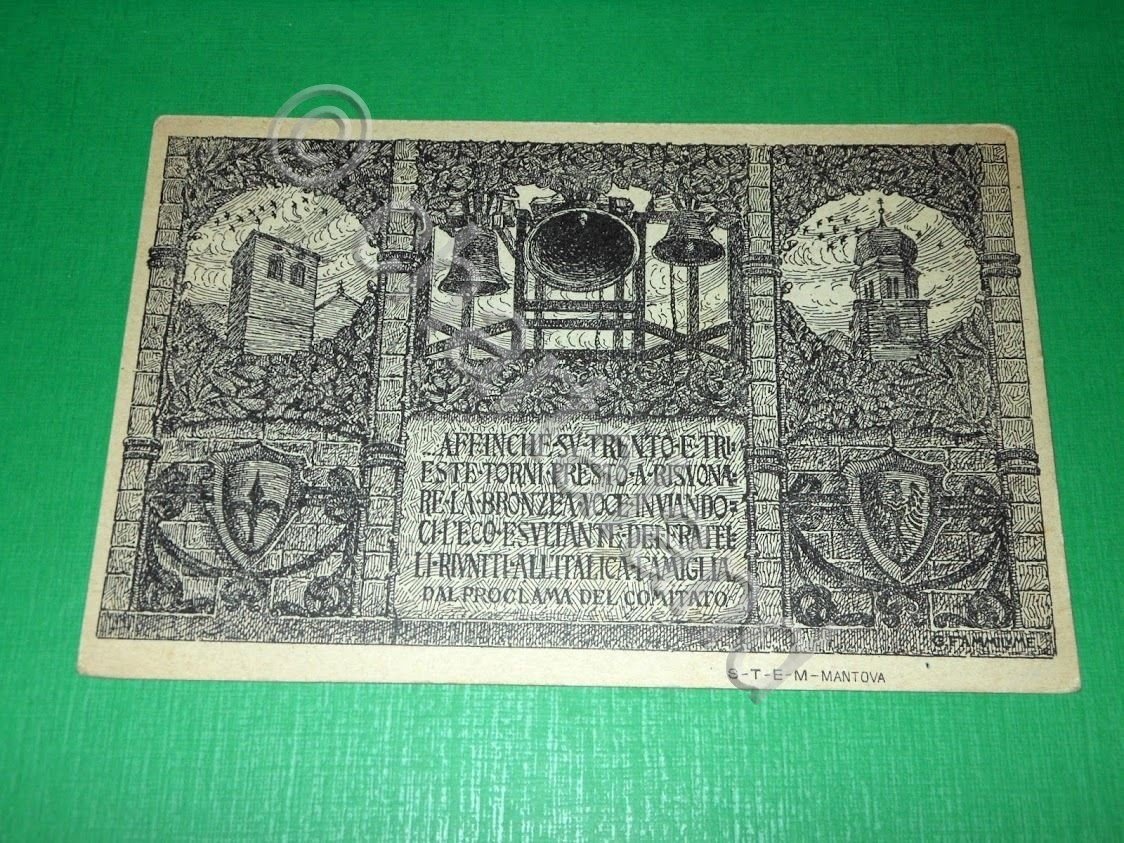 ...AFFINCHE·SV·TRENTO·E·TRI·
ESTE·TORNI·PRESTO·A·RISVONA·
RE·LA·BRONZEA·VOCE·INVIANDO=
CI·L'ECO·ESVLTANTE·DEI·FRATEL·
LI·RIVNITI·ALL'ITALICA·FAMIGLIA
DAL PROCLAMA DEL COMITATO·
S-T-E-M-MANTOVA
©